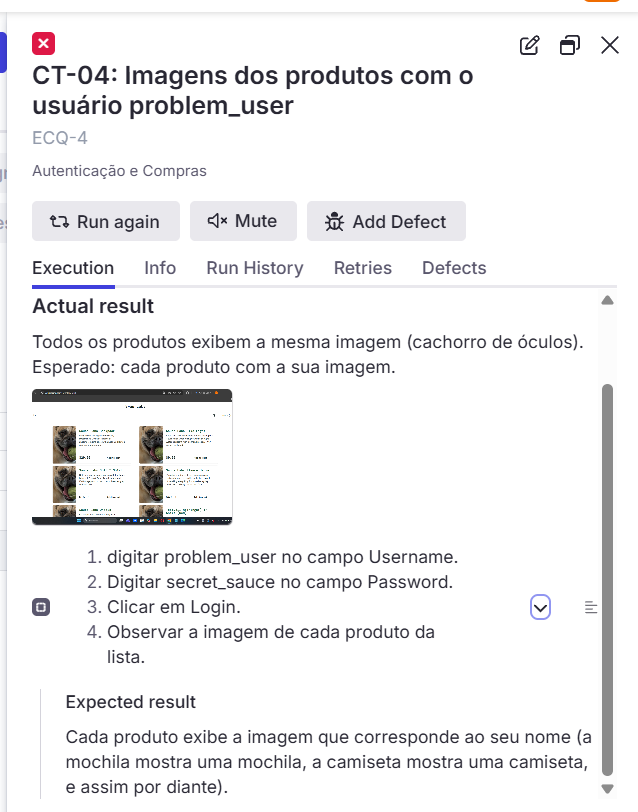 CT-04: Imagens dos produtos com o
usuário problem_user
ECQ-4
Autenticação e Compras
Run again
Mute
Add Defect
Execution
Info
Run History
Retries
Defects
Actual result
Todos os produtos exibem a mesma imagem (cachorro de óculos).
Esperado: cada produto com a sua imagem.
1. digitar problem_user no campo Username.
2. Digitar secret_sauce no campo Password.
3. Clicar em Login.
4. Observar a imagem de cada produto da
lista.
Expected result
Cada produto exibe a imagem que corresponde ao seu nome (a
mochila mostra uma mochila, a camiseta mostra uma camiseta,
e assim por diante).